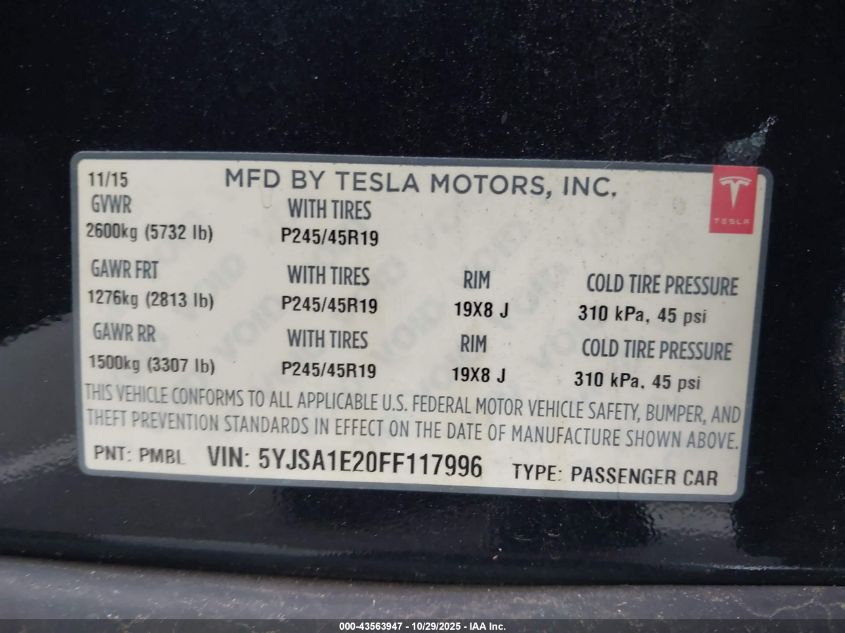 11/15 MFD BY TESLA MOTORS, INC.
TESLA
GVWR WITH TIRES
2600kg (5732 lb) P245/45R19
GAWR FRT WITH TIRES RIM COLD TIRE PRESSURE
1276kg (2813 lb) P245/45R19 19X8 J 310 kPa, 45 psi
GAWR RR WITH TIRES RIM COLD TIRE PRESSURE
1500kg (3307 lb) P245/45R19 19X8 J 310 kPa, 45 psi
THIS VEHICLE CONFORMS TO ALL APPLICABLE U.S. FEDERAL MOTOR VEHICLE SAFETY, BUMPER, AND
THEFT PREVENTION STANDARDS IN EFFECT ON THE DATE OF MANUFACTURE SHOWN ABOVE.
PNT: PMBL VIN: 5YJSA1E20FF117996 TYPE: PASSENGER CAR
000-43563947 - 10/29/2025 - IAA Inc.